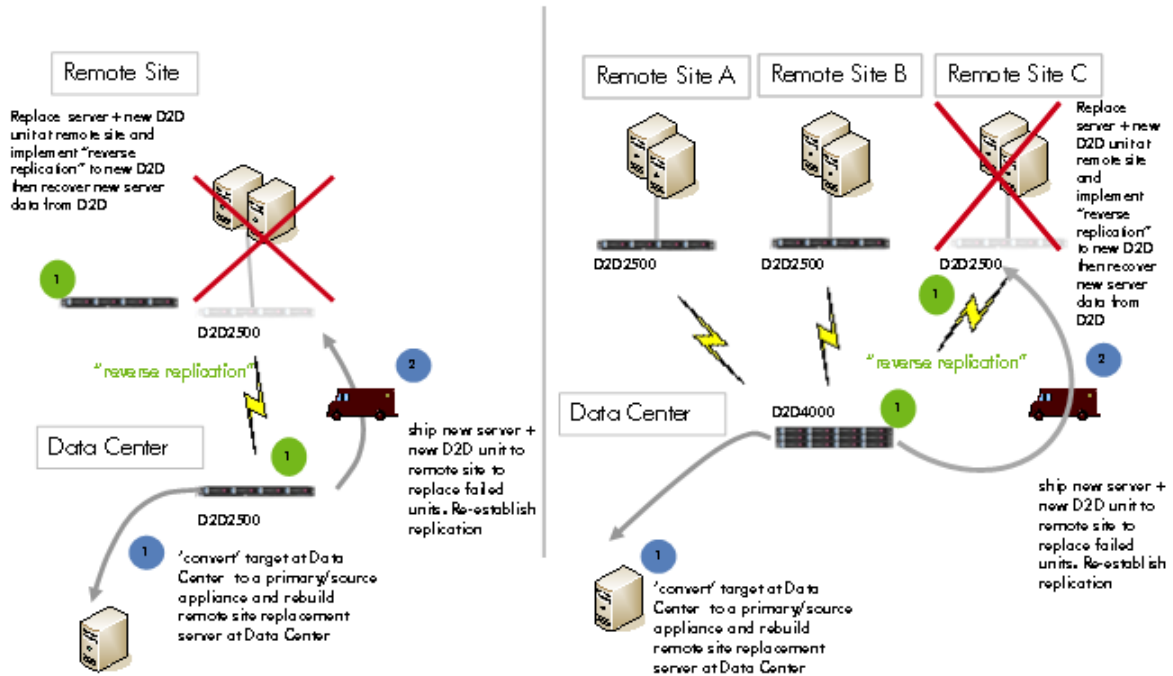 Remote Site
Replace server + new D2D
unit at remote site and
implement "reverse
replication" to new D2D
then recover new server
data from D2D
1
D2D2500
"reverse replication"
2
ship new server +
new D2D unit to
remote site to
replace failed
units. Re-establish
replication
Data Center
1
D2D2500
1
'convert' target at Data
Center to a primary/source
appliance and rebuild
remote site replacement
server at Data Center
Remote Site A
Remote Site B
Remote Site C
Replace
server + new
D2D unit at
remote site
and
implement
"reverse
replication"
to new D2D
then recover
new server
data from
D2D
D2D2500
D2D2500
D2D2500
1
"reverse replication"
2
Data Center
D2D4000
1
ship new server +
new D2D unit to
remote site to
replace failed
units. Re-establish
replication
1
'convert' target at Data
Center to a primary/source
appliance and rebuild
remote site replacement
server at Data Center